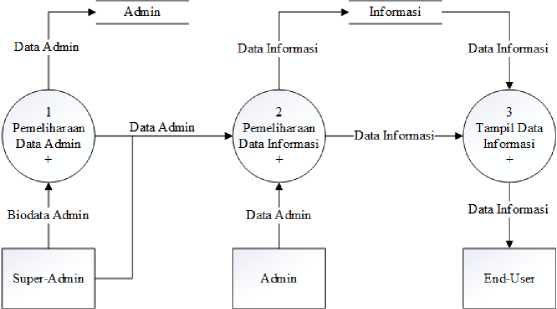 Admin
Informasi
Data Admin
Data Informasi
Data Informasi
1
Pemeliharaan
Data Admin
+
Data Admin
2
Pemeliharaan
Data Informasi
+
Data Informasi
3
Tampil Data
Informasi
+
Biodata Admin
Data Admin
Data Informasi
Super-Admin
Admin
End-User